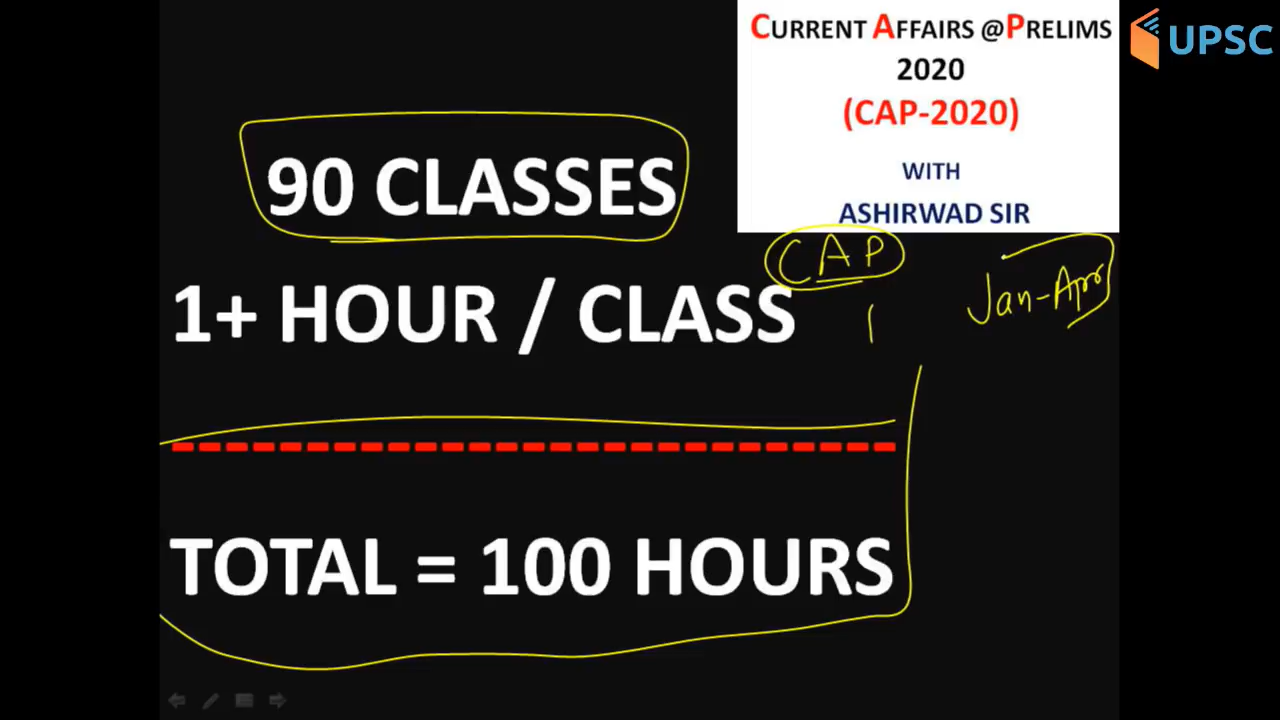 CURRENT AFFAIRS @PRELIMS
2020
(CAP-2020)
WITH
ASHIRWAD SIR
UPSC
90 CLASSES
1+ HOUR / CLASS
CAP
1
Jan-Apr
TOTAL = 100 HOURS